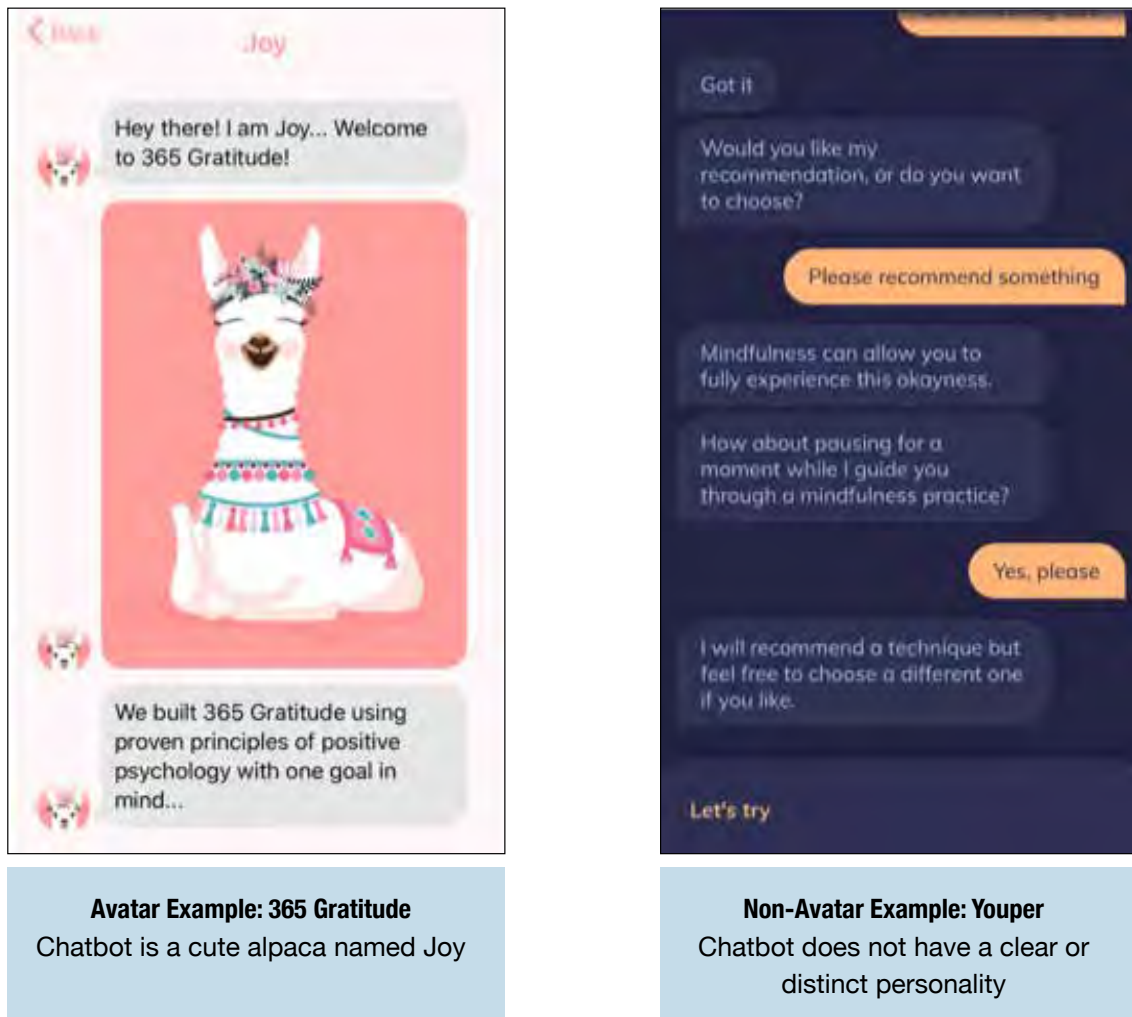 Joy
Hey there! I am Joy... Welcome
to 365 Gratitude!
We built 365 Gratitude using
proven principles of positive
psychology with one goal in
mind...
Avatar Example: 365 Gratitude
Chatbot is a cute alpaca named Joy
Got it
Would you like my
recommendation, or do you want
to choose?
Please recommend something
Mindfulness can allow you to
fully experience this okayness.
How about pausing for a
moment while I guide you
through a mindfulness practice?
Yes, please
I will recommend a technique but
feel free to choose a different one
if you like.
Let's try
Non-Avatar Example: Youper
Chatbot does not have a clear or
distinct personality